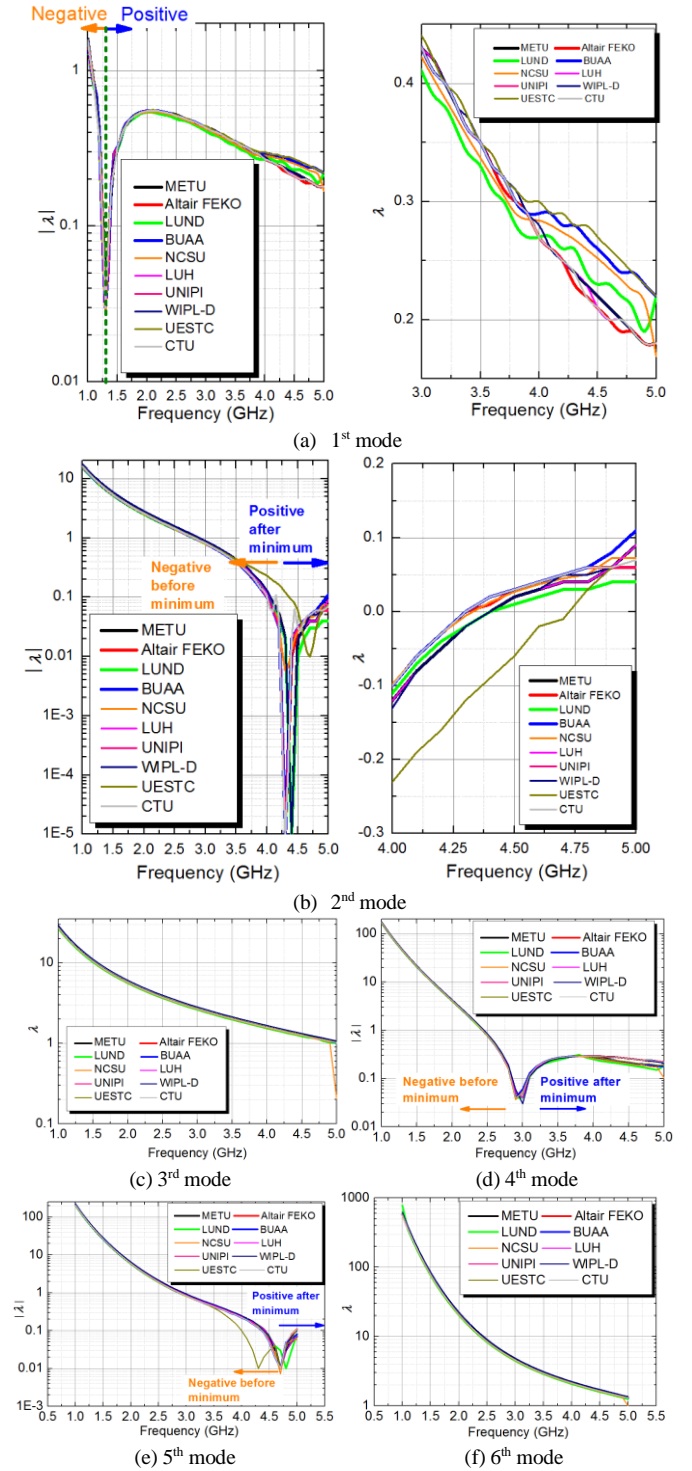 Negative Positive
1
0.1
0.01
|λ|
METU
Altair FEKO
LUND
BUAA
NCSU
LUH
UNIPI
WIPL-D
UESTC
CTU
1.0 1.5 2.0 2.5 3.0 3.5 4.0 4.5 5.0
Frequency (GHz)
METU Altair FEKO
LUND BUAA
NCSU LUH
UNIPI WIPL-D
UESTC CTU
0.4
0.3
0.2
λ
3.0 3.5 4.0 4.5 5.0
Frequency (GHz)
(a) 1st mode
10
1
0.1
0.01
1E-3
1E-4
1E-5
|λ|
Positive
after
minimum
Negative
before
minimum
METU
Altair FEKO
LUND
BUAA
NCSU
LUH
UNIPI
WIPL-D
UESTC
CTU
1.0 1.5 2.0 2.5 3.0 3.5 4.0 4.5 5.0
Frequency (GHz)
0.2
0.1
0.0
-0.1
-0.2
-0.3
λ
METU
Altair FEKO
LUND
BUAA
NCSU
LUH
UNIPI
WIPL-D
UESTC
CTU
4.00 4.25 4.50 4.75 5.00
Frequency (GHz)
(b) 2nd mode
10
1
0.1
λ
METU Altair FEKO
LUND BUAA
NCSU LUH
UNIPI WIPL-D
UESTC CTU
1.0 1.5 2.0 2.5 3.0 3.5 4.0 4.5 5.0
Frequency (GHz)
(c) 3rd mode
100
10
1
0.1
0.01
|λ|
METU Altair FEKO
LUND BUAA
NCSU LUH
UNIPI WIPL-D
UESTC CTU
Negative before
minimum
Positive after
minimum
1.0 1.5 2.0 2.5 3.0 3.5 4.0 4.5 5.0
Frequency (GHz)
(d) 4th mode
100
10
1
0.1
0.01
1E-3
|λ|
METU Altair FEKO
LUND BUAA
NCSU LUH
UNIPI WIPL-D
UESTC CTU
Positive after
minimum
Negative before
minimum
0.5 1.0 1.5 2.0 2.5 3.0 3.5 4.0 4.5 5.0 5.5
Frequency (GHz)
(e) 5th mode
1000
100
10
1
λ
METU Altair FEKO
LUND BUAA
NCSU LUH
UNIPI WIPL-D
UESTC CTU
0.5 1.0 1.5 2.0 2.5 3.0 3.5 4.0 4.5 5.0 5.5
Frequency (GHz)
(f) 6th mode